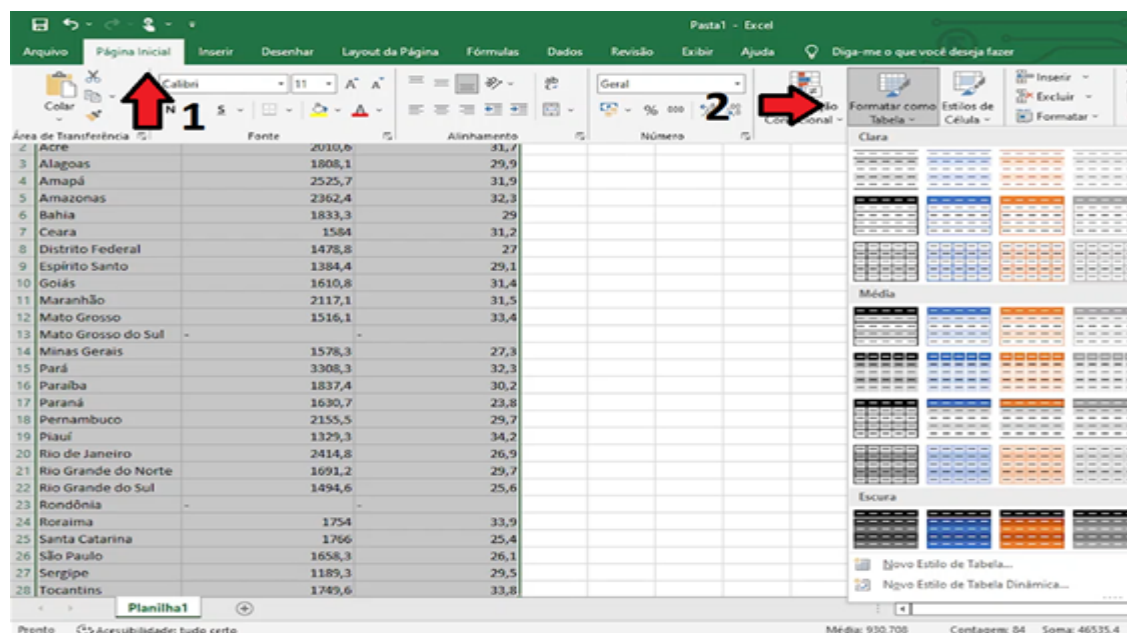 Pasta1 - Excel
Arquivo Página Inicial Inserir Desenhar Layout da Página Fórmulas Dados Revisão Exibir Ajuda Diga-me o que você deseja fazer
Colar
Calibri 11
N S
Geral
% 000
Formatar como Tabela
Estilos de Célula
Inserir
Excluir
Formatar
1
2
Área de Transferência Fonte Alinhamento Número
Clara
2 Acre 2010,6 31,7
3 Alagoas 1808,1 29,9
4 Amapá 2525,7 31,9
5 Amazonas 2362,4 32,3
6 Bahia 1833,3 29
7 Ceara 1584 31,2
8 Distrito Federal 1478,8 27
9 Espírito Santo 1384,4 29,1
10 Goiás 1610,8 31,4
11 Maranhão 2117,1 31,5
12 Mato Grosso 1516,1 33,4
13 Mato Grosso do Sul - -
14 Minas Gerais 1578,3 27,3
15 Pará 3308,3 32,3
16 Paraíba 1837,4 30,2
17 Paraná 1630,7 23,8
18 Pernambuco 2155,5 29,7
19 Piauí 1329,3 34,2
20 Rio de Janeiro 2414,8 26,9
21 Rio Grande do Norte 1691,2 29,7
22 Rio Grande do Sul 1494,6 25,6
23 Rondônia - -
24 Roraima 1754 33,9
25 Santa Catarina 1766 25,4
26 São Paulo 1658,3 26,1
27 Sergipe 1189,3 29,5
28 Tocantins 1749,6 33,8
Média
Escura
Novo Estilo de Tabela...
Novo Estilo de Tabela Dinâmica...
Planilha1
Pronto Acessibilidade: tudo certo Média: 930,708 Contagem: 84 Soma: 46535,4